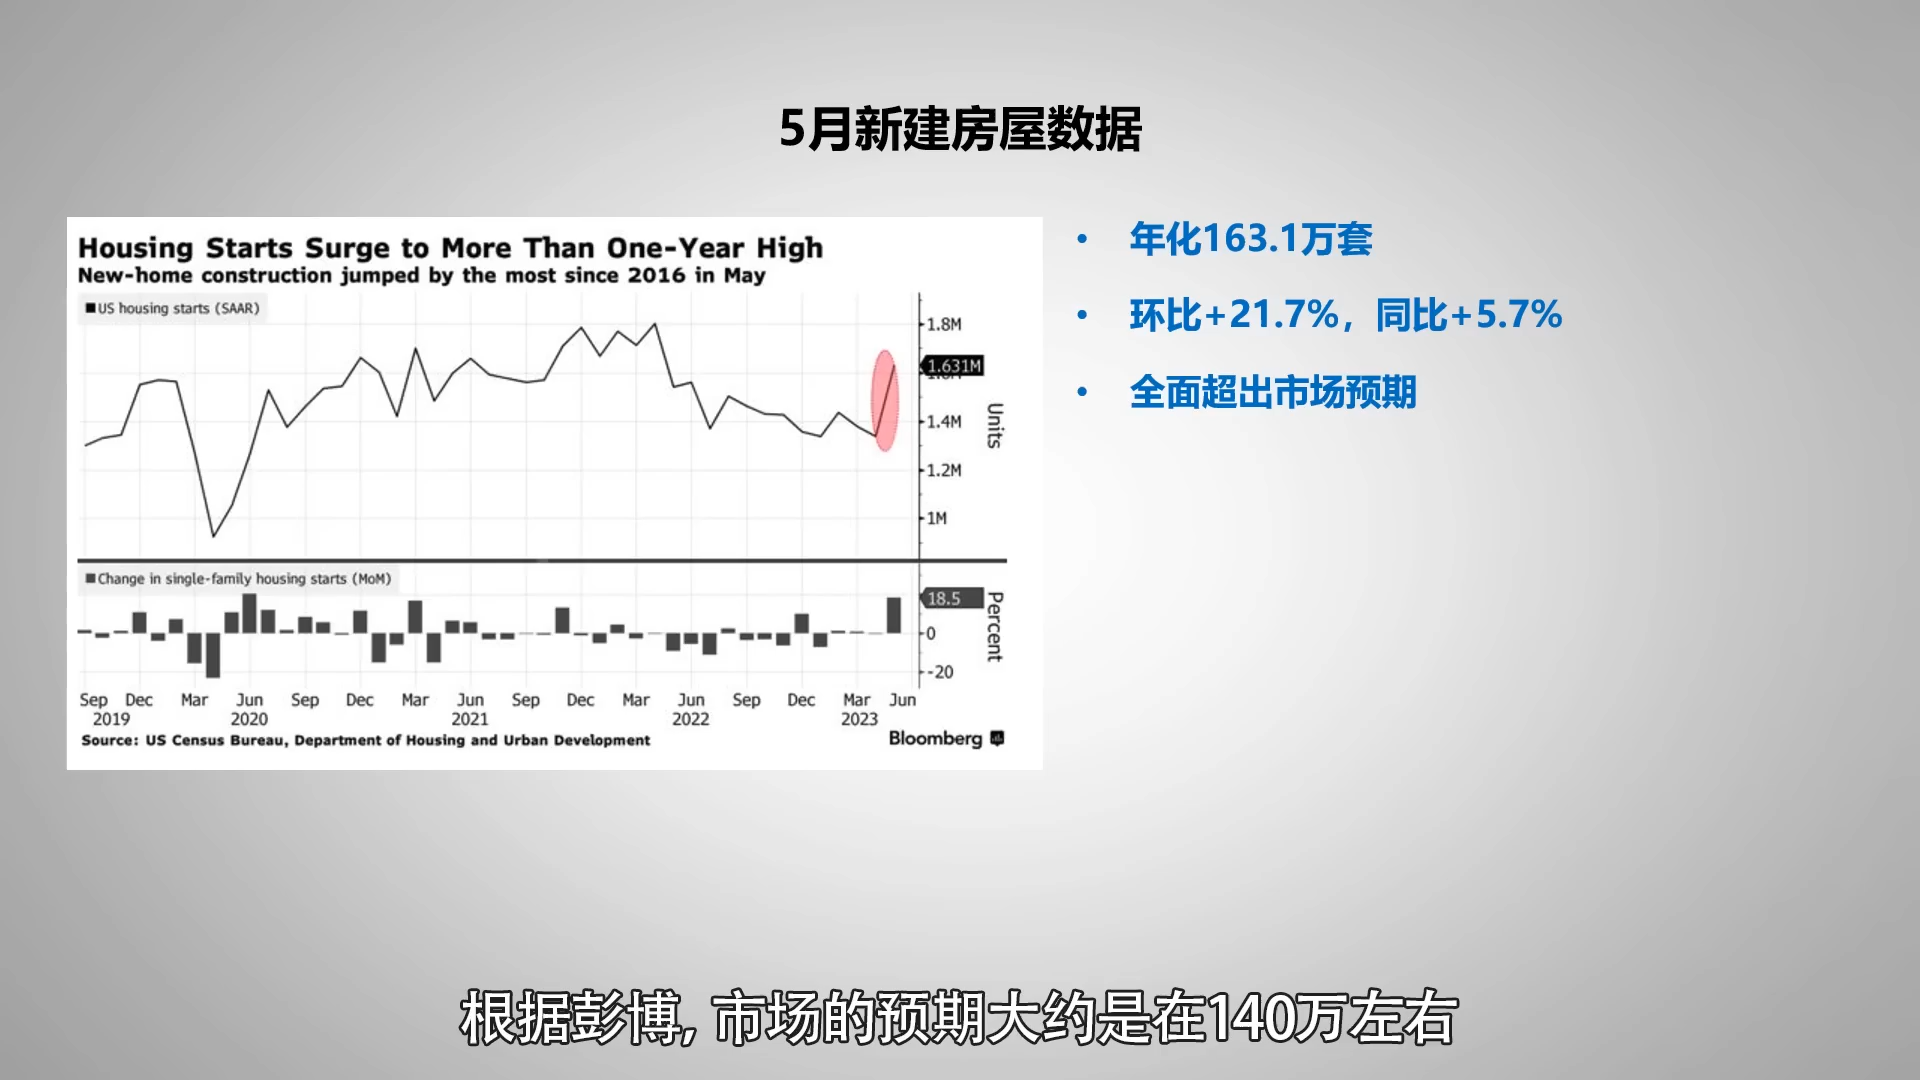 5月新建房屋数据
Housing Starts Surge to More Than One-Year High
New-home construction jumped by the most since 2016 in May
US housing starts (SAAR)
1.8M
1.631M
1.4M
1.2M
1M
Units
Change in single-family housing starts (MoM)
18.5
0
-20
Percent
Sep Dec Mar Jun Sep Dec Mar Jun Sep Dec Mar Jun Sep Dec Mar Jun
2019 2020 2021 2022 2023
Source: US Census Bureau, Department of Housing and Urban Development
Bloomberg
• 年化163.1万套
• 环比+21.7%，同比+5.7%
• 全面超出市场预期
根据彭博, 市场的预期大约是在140万左右